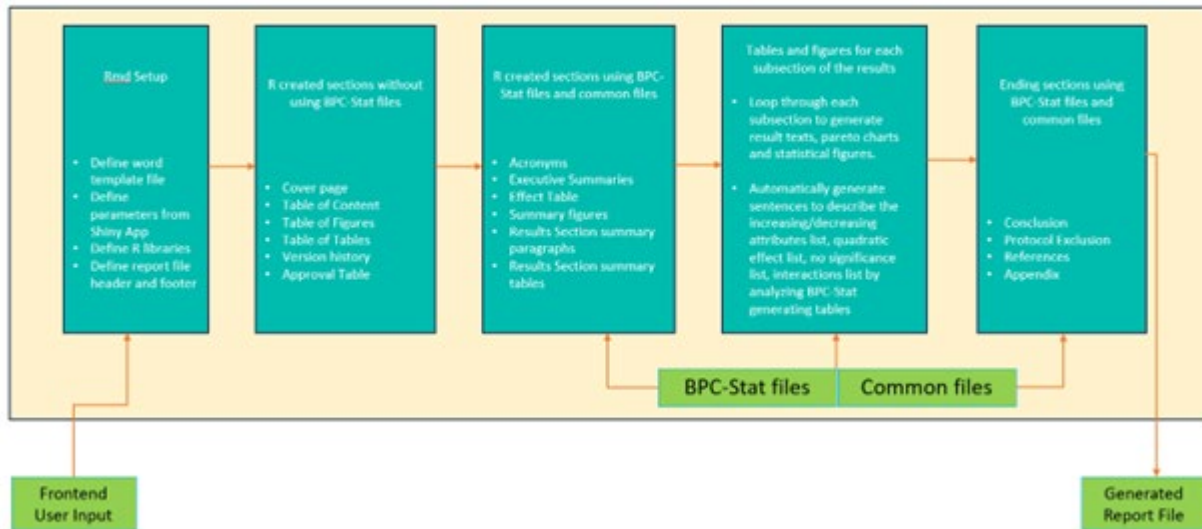 Rmd Setup
• Define word
template file
• Define
parameters from
Shiny App
• Define R libraries
• Define report file
header and footer
R created sections without
using BPC-Stat files
• Cover page
• Table of Content
• Table of Figures
• Table of Tables
• Version history
• Approval Table
R created sections using BPC-
Stat files and common files
• Acronyms
• Executive Summaries
• Effect Table
• Summary figures
• Results Section summary
paragraphs
• Results Section summary
tables
Tables and figures for each
subsection of the results
• Loop through each
subsection to generate
result texts, pareto charts
and statistical figures.
• Automatically generate
sentences to describe the
increasing/decreasing
attributes list, quadratic
effect list, no significance
list, interactions list by
analyzing BPC-Stat
generating tables
Ending sections using
BPC-Stat files and
common files
• Conclusion
• Protocol Exclusion
• References
• Appendix
BPC-Stat files
Common files
Frontend
User Input
Generated
Report File